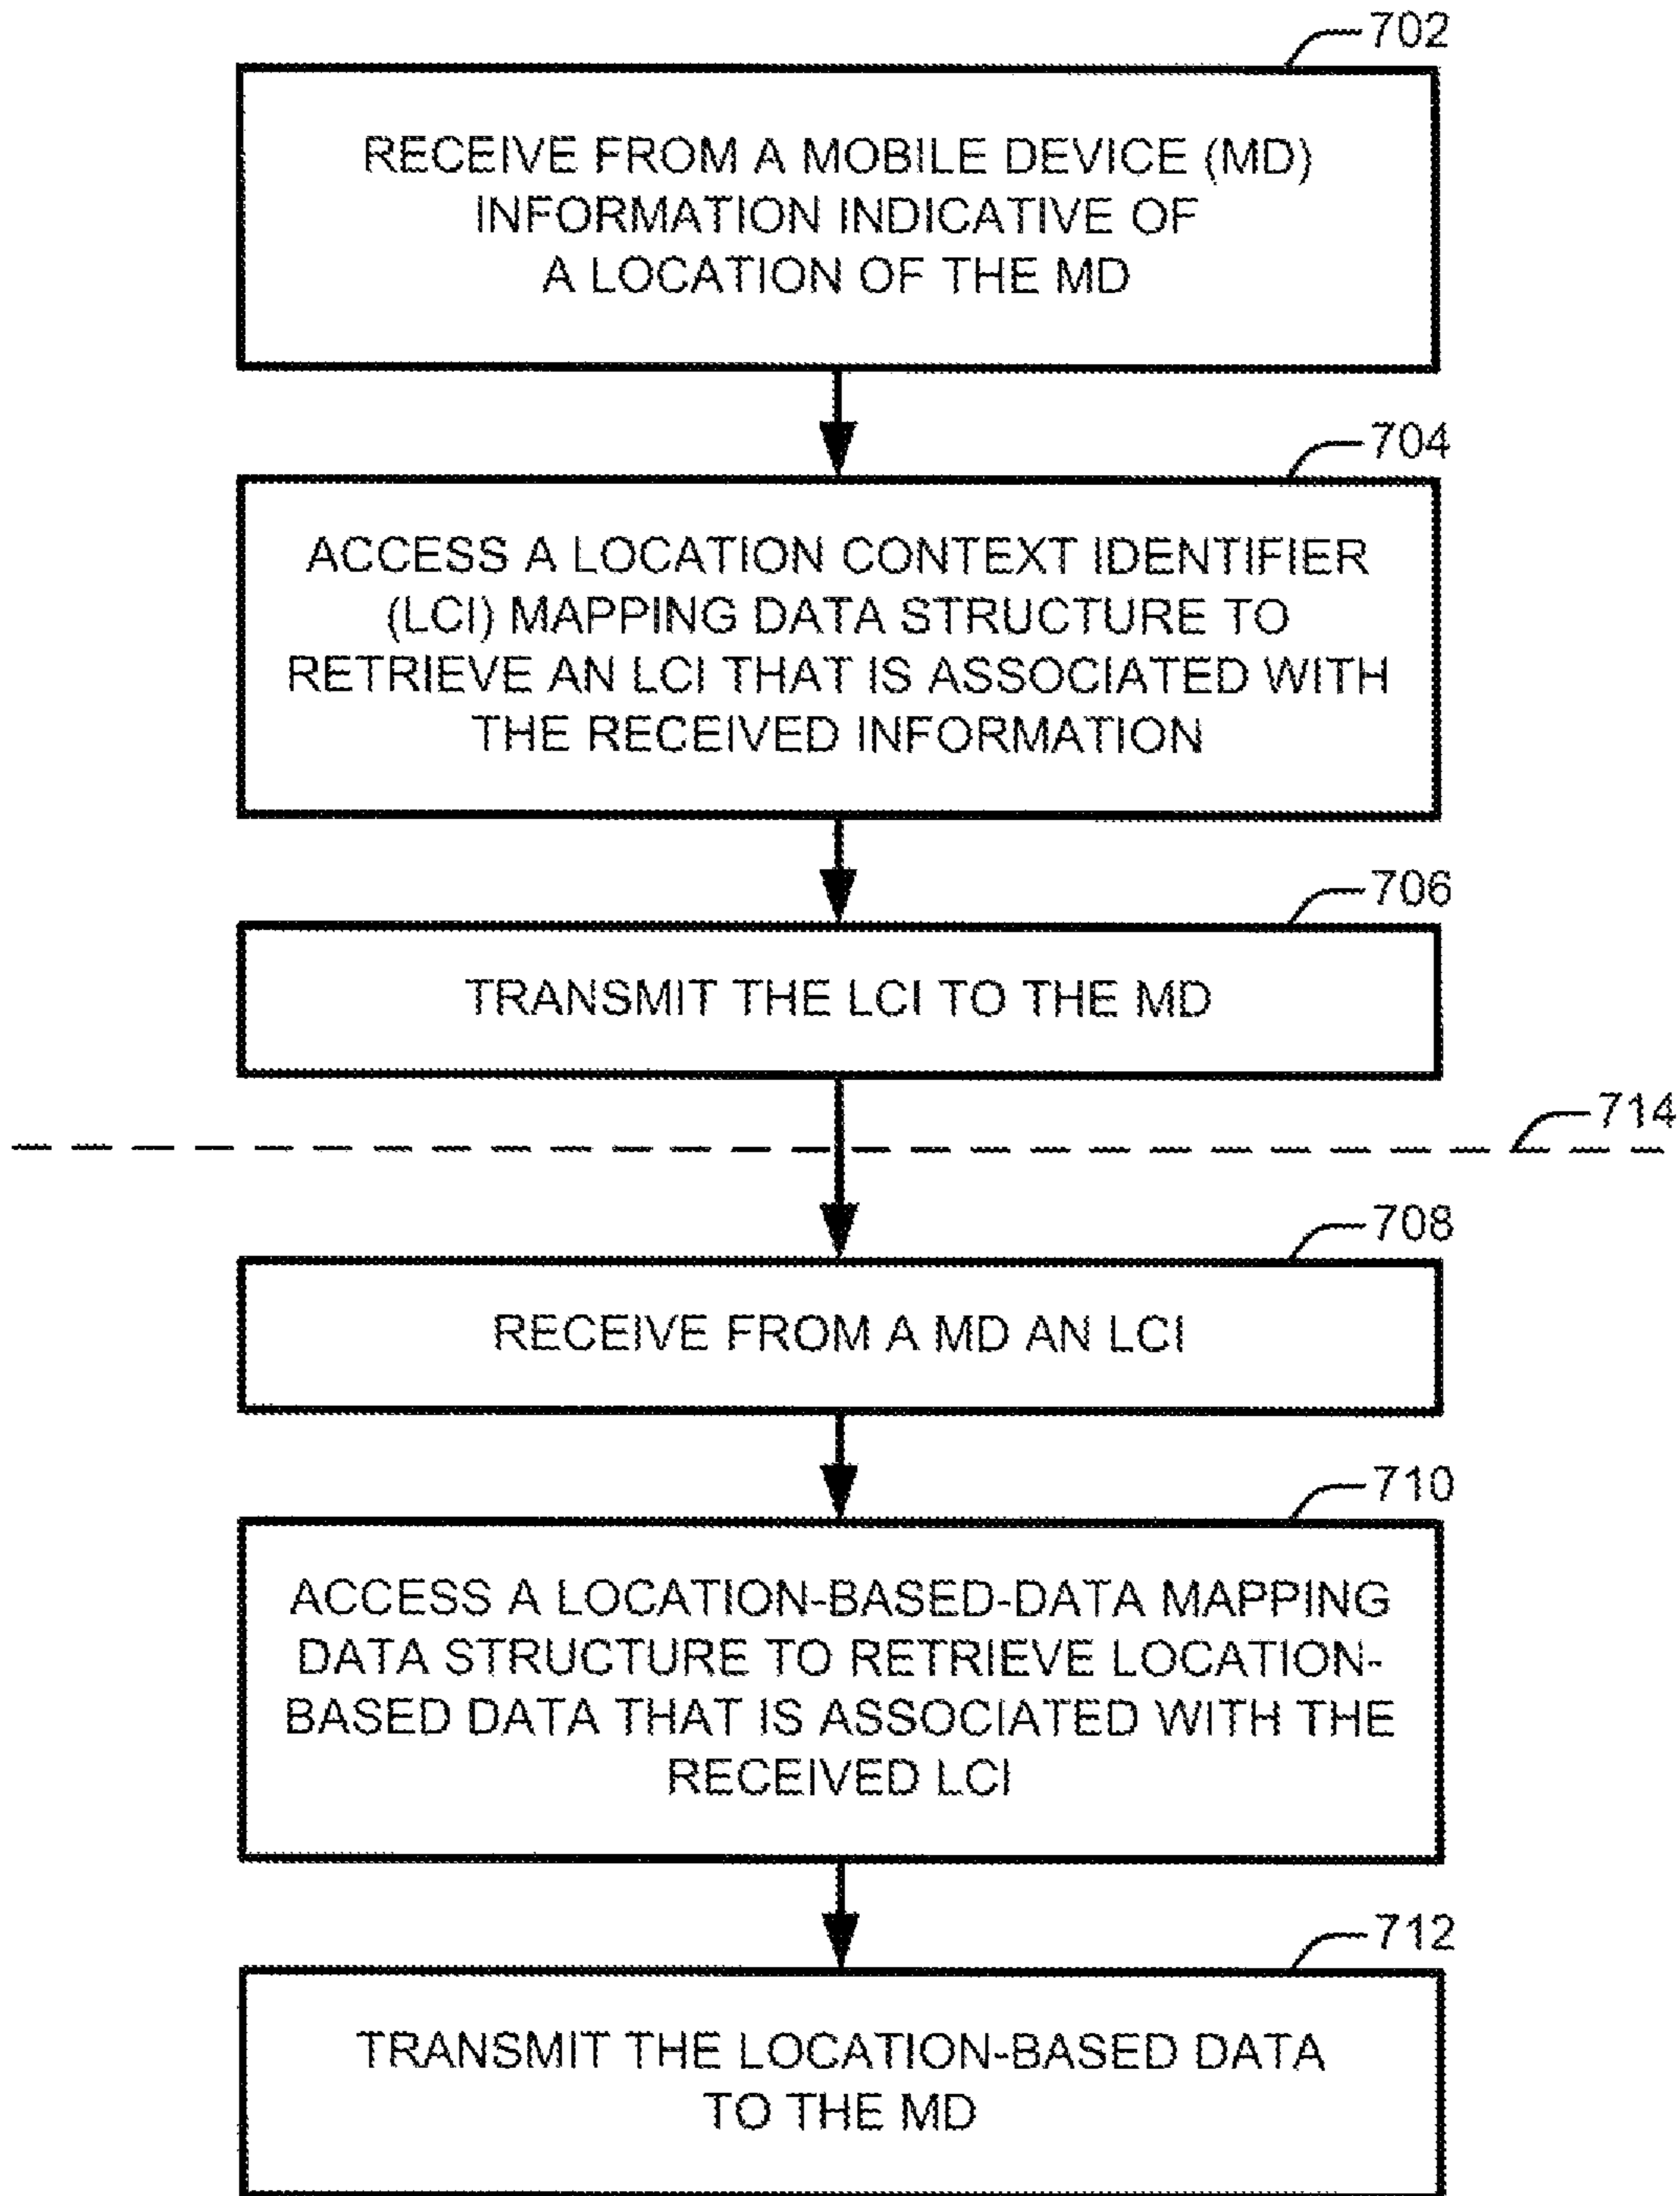 702
RECEIVE FROM A MOBILE DEVICE (MD)
INFORMATION INDICATIVE OF
A LOCATION OF THE MD
704
ACCESS A LOCATION CONTEXT IDENTIFIER
(LCI) MAPPING DATA STRUCTURE TO
RETRIEVE AN LCI THAT IS ASSOCIATED WITH
THE RECEIVED INFORMATION
706
TRANSMIT THE LCI TO THE MD
714
708
RECEIVE FROM A MD AN LCI
710
ACCESS A LOCATION-BASED-DATA MAPPING
DATA STRUCTURE TO RETRIEVE LOCATION-
BASED DATA THAT IS ASSOCIATED WITH THE
RECEIVED LCI
712
TRANSMIT THE LOCATION-BASED DATA
TO THE MD